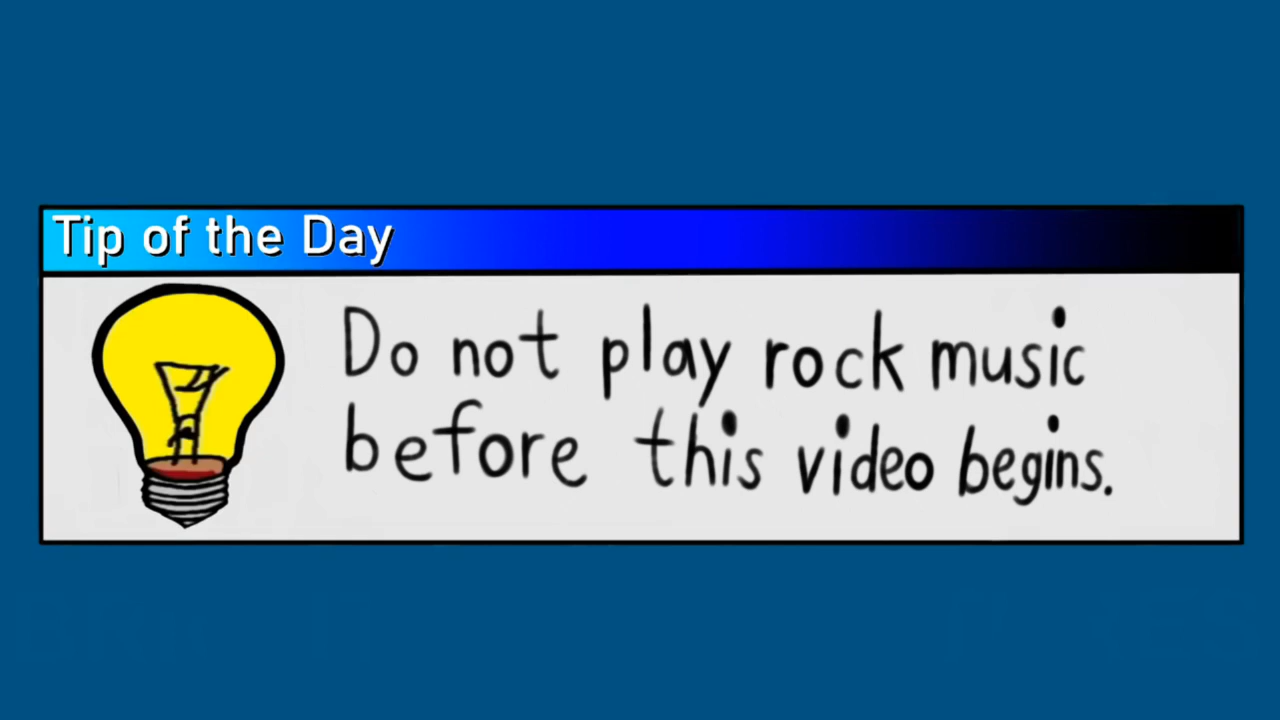 Tip of the Day
Do not play rock music
before this video begins.